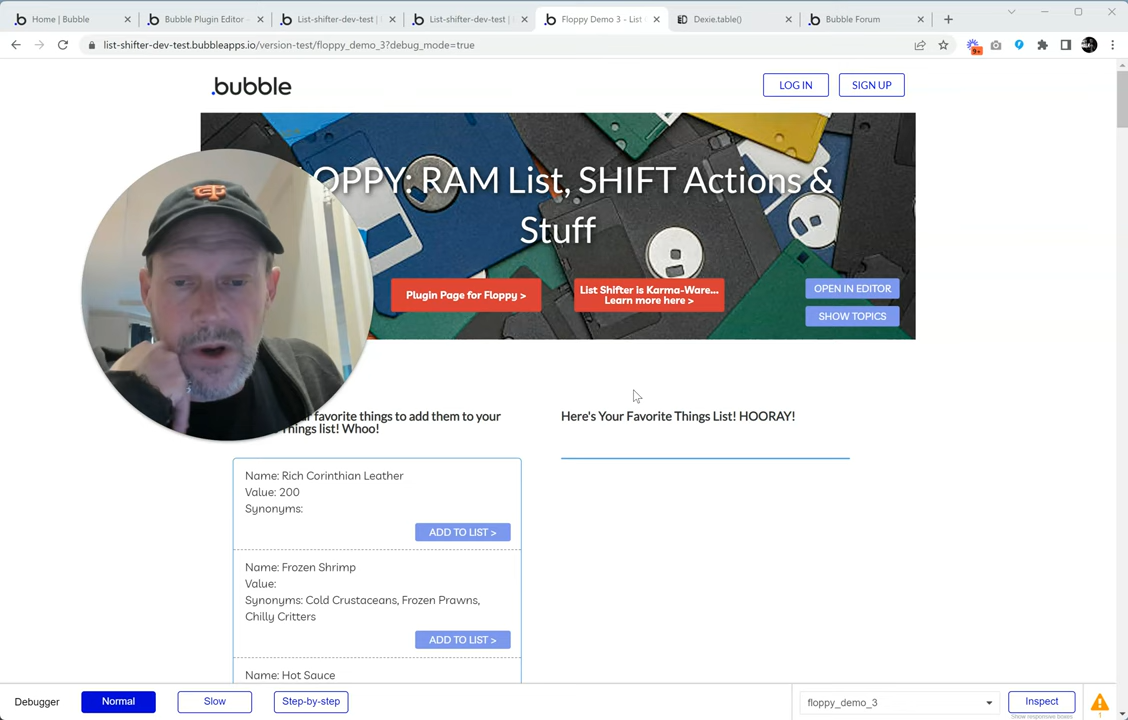 Home | Bubble
Bubble Plugin Editor -
List-shifter-dev-test |
List-shifter-dev-test |
Floppy Demo 3 - List
Dexie.table()
Bubble Forum
list-shifter-dev-test.bubbleapps.io/version-test/floppy_demo_3?debug_mode=true
9+
.bubble
LOG IN
SIGN UP
OPPY: RAM List, SHIFT Actions &
Stuff
Plugin Page for Floppy >
List Shifter is Karma-Ware...
Learn more here >
OPEN IN EDITOR
SHOW TOPICS
favorite things to add them to your
Things list! Whoo!
Here's Your Favorite Things List! HOORAY!
Name: Rich Corinthian Leather
Value: 200
Synonyms:
ADD TO LIST >
Name: Frozen Shrimp
Value:
Synonyms: Cold Crustaceans, Frozen Prawns,
Chilly Critters
ADD TO LIST >
Name: Hot Sauce
Debugger
Normal
Slow
Step-by-step
floppy_demo_3
Inspect
Show responsive boxes
1